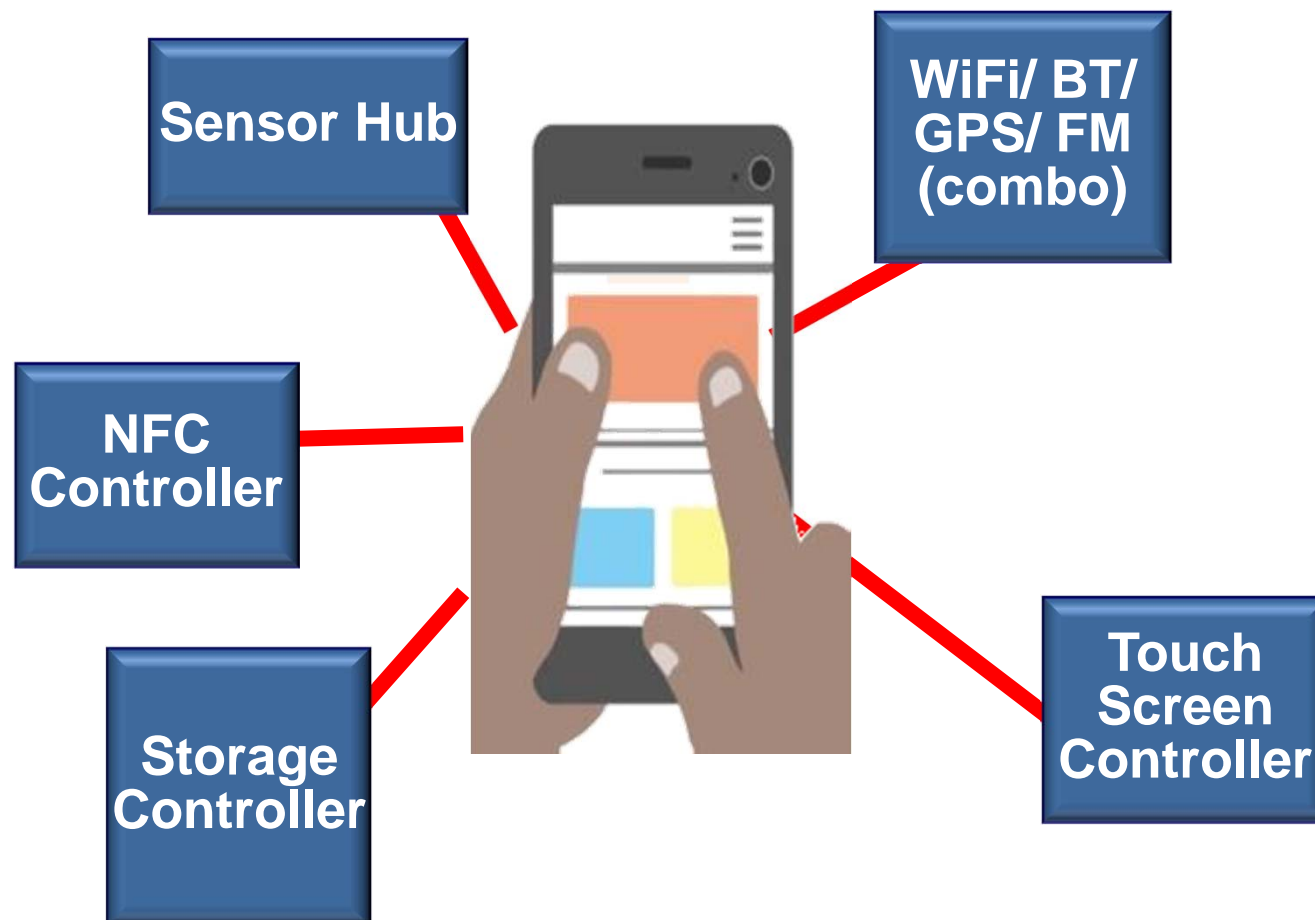 Sensor Hub
WiFi/ BT/
GPS/ FM
(combo)
NFC
Controller
Storage
Controller
Touch
Screen
Controller